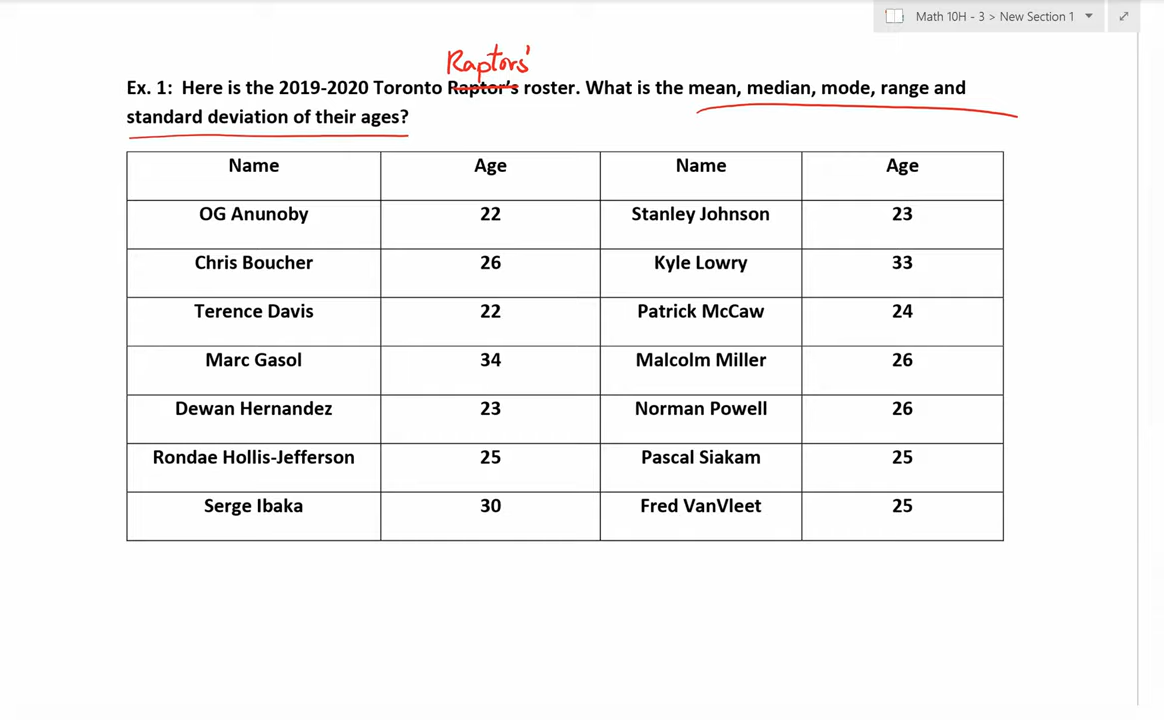 Math 10H - 3 > New Section 1
Raptors'
Ex. 1: Here is the 2019-2020 Toronto Raptor's roster. What is the mean, median, mode, range and
standard deviation of their ages?
Name Age Name Age
OG Anunoby 22 Stanley Johnson 23
Chris Boucher 26 Kyle Lowry 33
Terence Davis 22 Patrick McCaw 24
Marc Gasol 34 Malcolm Miller 26
Dewan Hernandez 23 Norman Powell 26
Rondae Hollis-Jefferson 25 Pascal Siakam 25
Serge Ibaka 30 Fred VanVleet 25